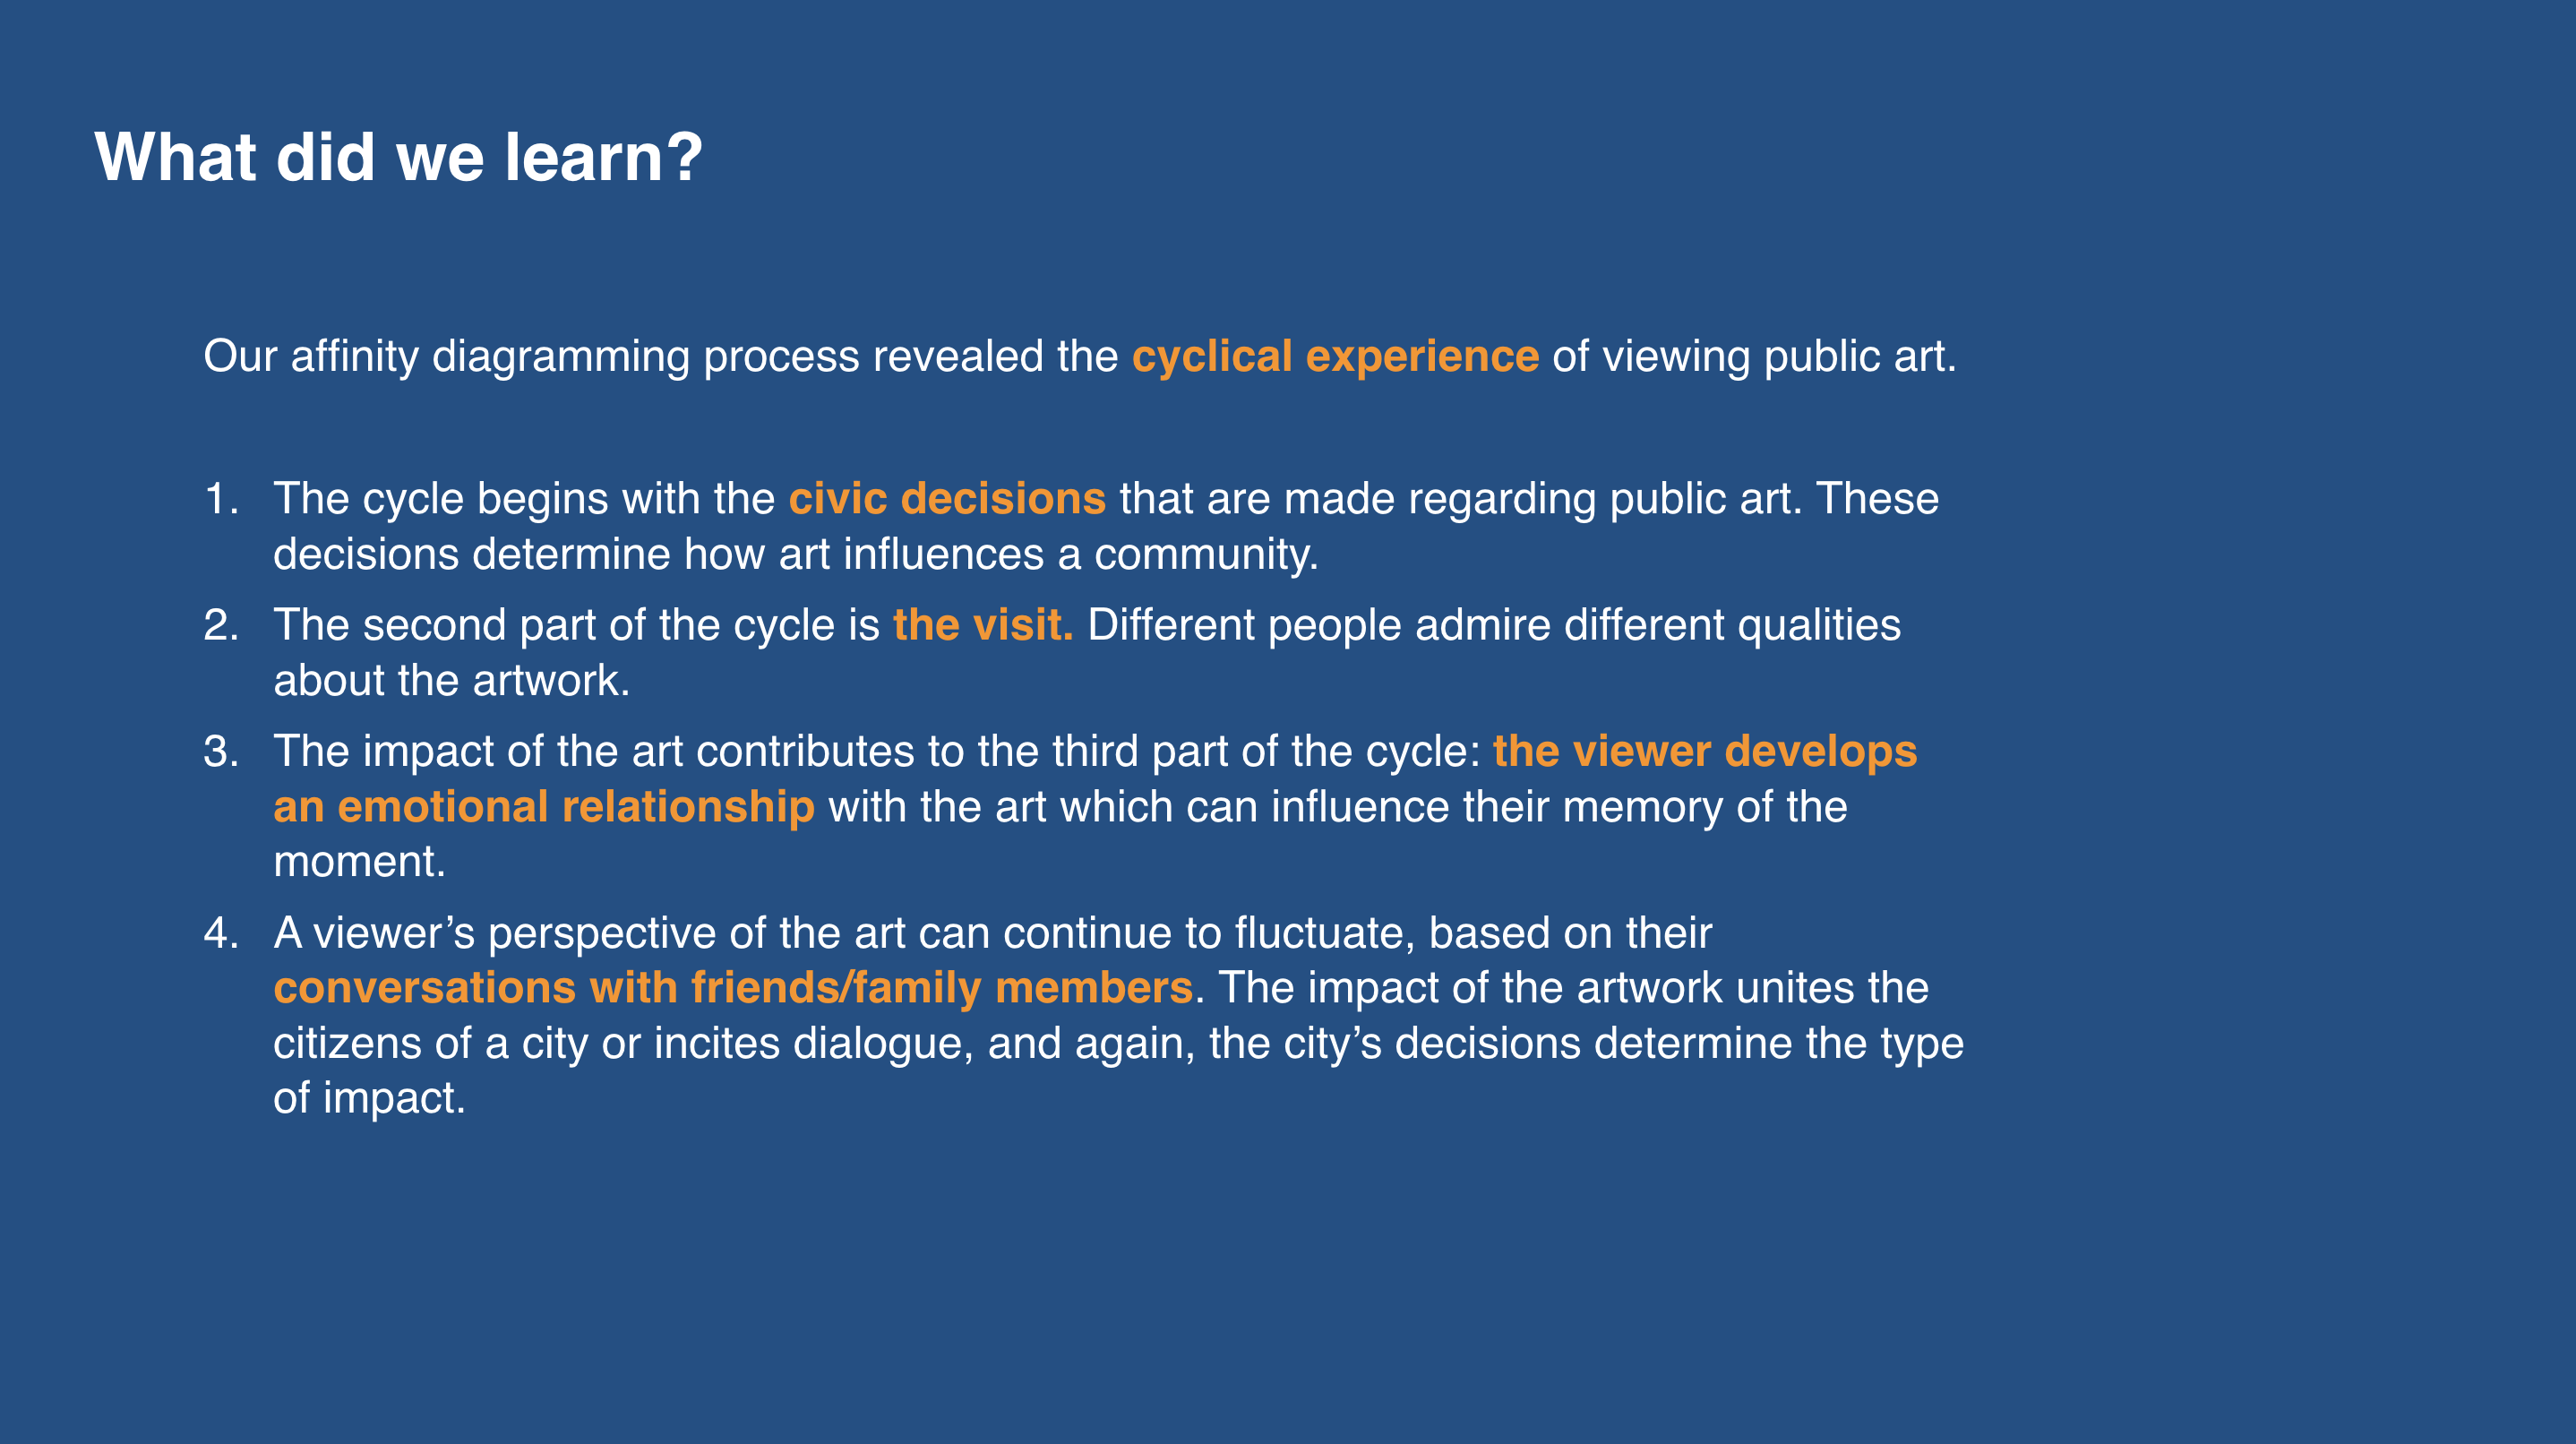 What did we learn?
Our affinity diagramming process revealed the cyclical experience of viewing public art.
1. The cycle begins with the civic decisions that are made regarding public art. These
decisions determine how art influences a community.
2. The second part of the cycle is the visit. Different people admire different qualities
about the artwork.
3. The impact of the art contributes to the third part of the cycle: the viewer develops
an emotional relationship with the art which can influence their memory of the
moment.
4. A viewer’s perspective of the art can continue to fluctuate, based on their
conversations with friends/family members. The impact of the artwork unites the
citizens of a city or incites dialogue, and again, the city’s decisions determine the type
of impact.